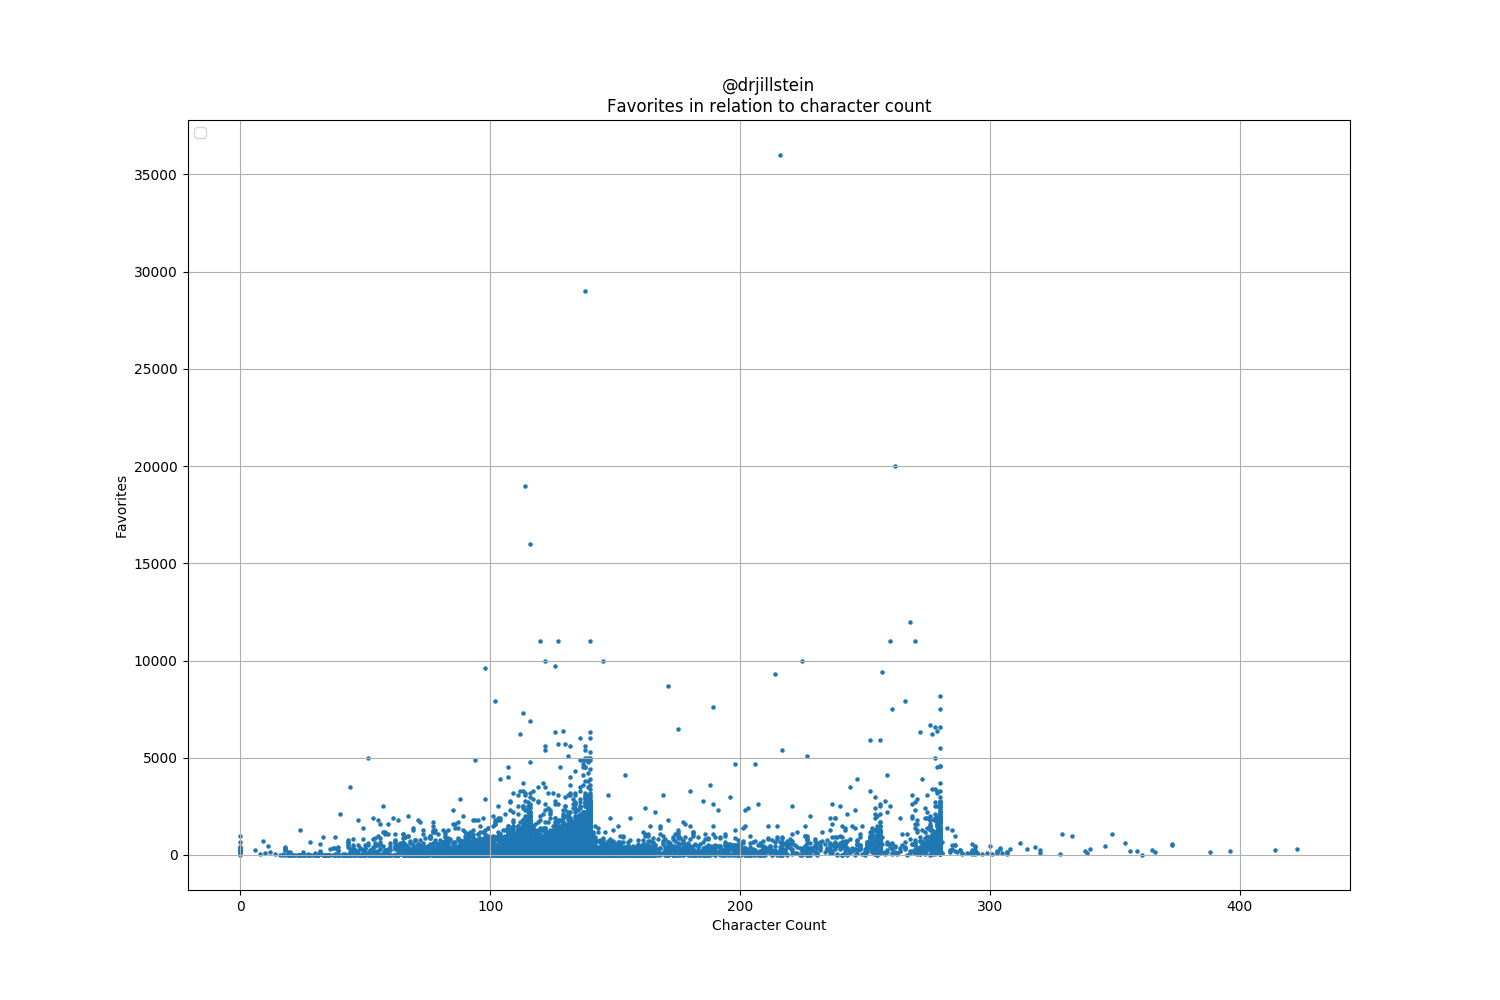 @drjillstein
Favorites in relation to character count
35000
30000
25000
20000
15000
10000
5000
0
Favorites
0 100 200 300 400
Character Count